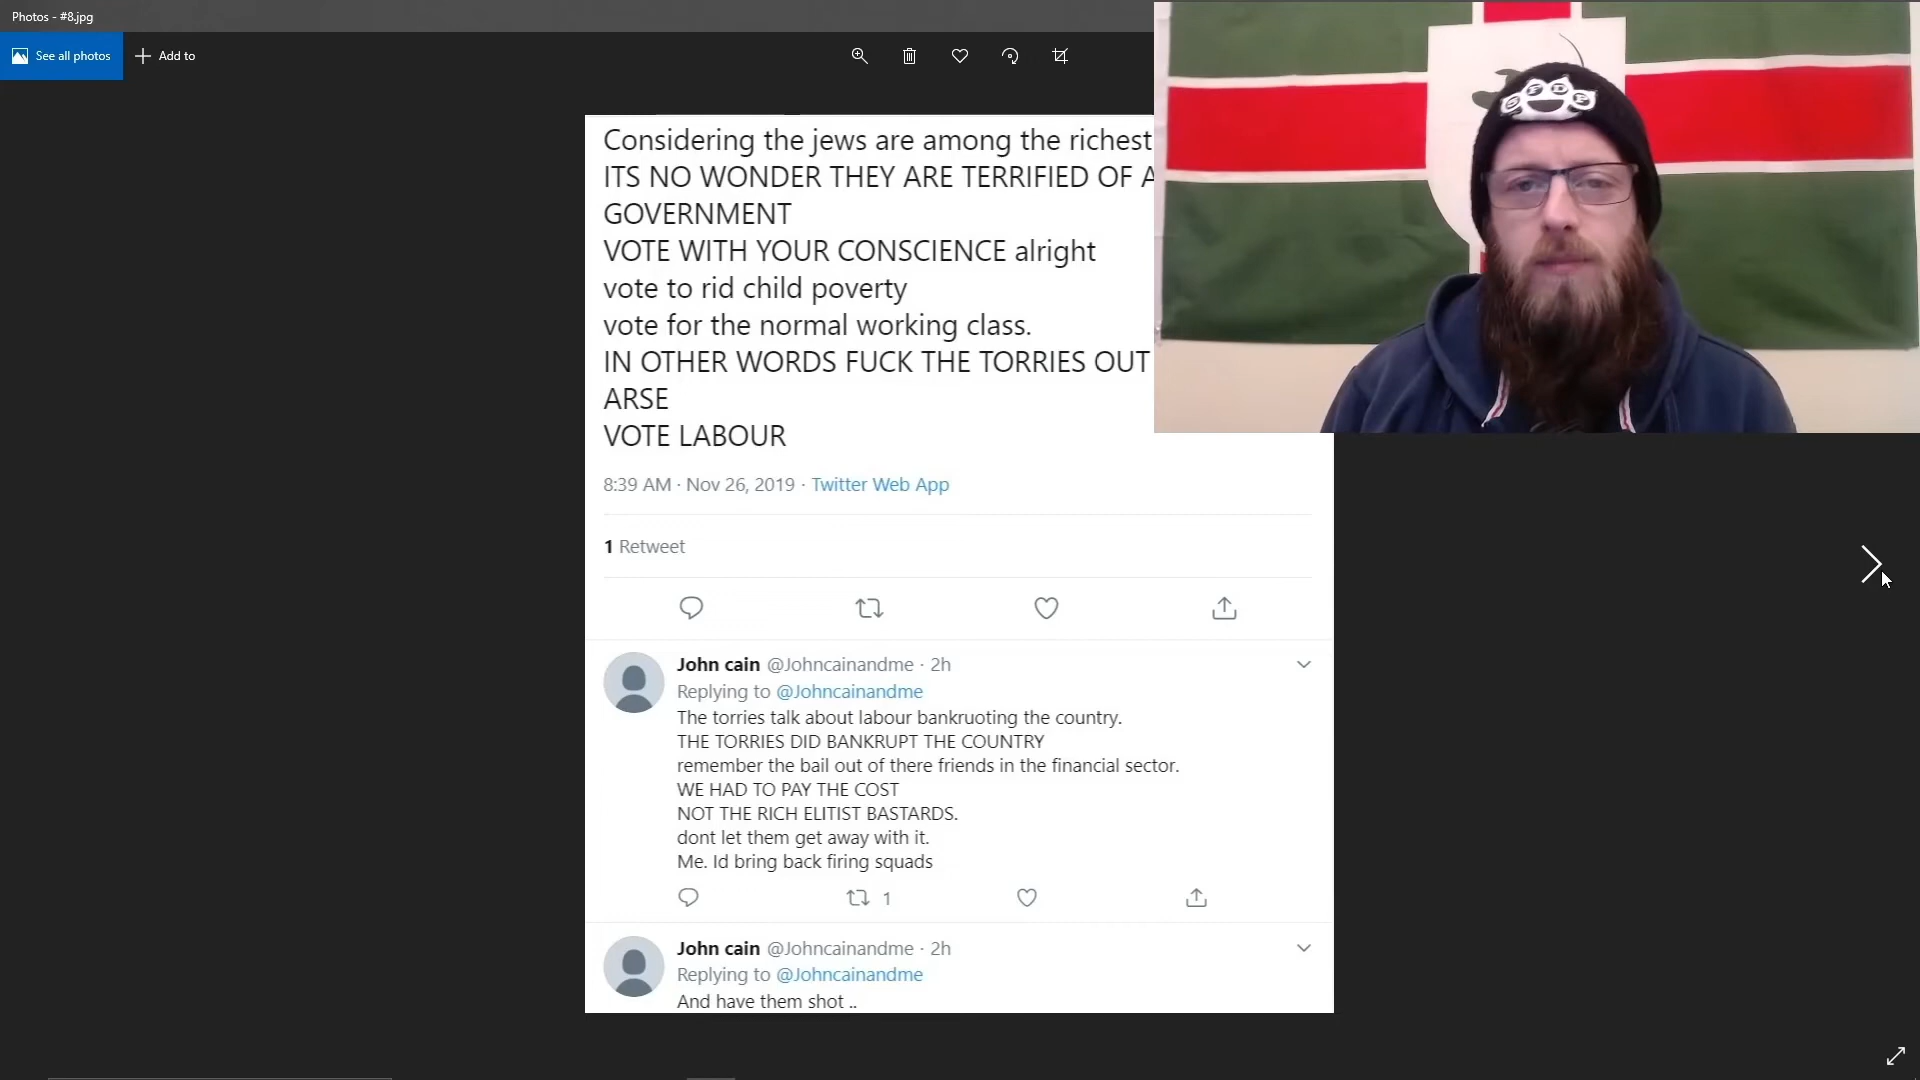 Photos - #8.jpg
See all photos
Add to
Considering the jews are among the richest
ITS NO WONDER THEY ARE TERRIFIED OF A
GOVERNMENT
VOTE WITH YOUR CONSCIENCE alright
vote to rid child poverty
vote for the normal working class.
IN OTHER WORDS FUCK THE TORRIES OUT
ARSE
VOTE LABOUR
8:39 AM · Nov 26, 2019 · Twitter Web App
1 Retweet
John cain @Johncainandme · 2h
Replying to @Johncainandme
The torries talk about labour bankruoting the country.
THE TORRIES DID BANKRUPT THE COUNTRY
remember the bail out of there friends in the financial sector.
WE HAD TO PAY THE COST
NOT THE RICH ELITIST BASTARDS.
dont let them get away with it.
Me. Id bring back firing squads
1
John cain @Johncainandme · 2h
Replying to @Johncainandme
And have them shot ..